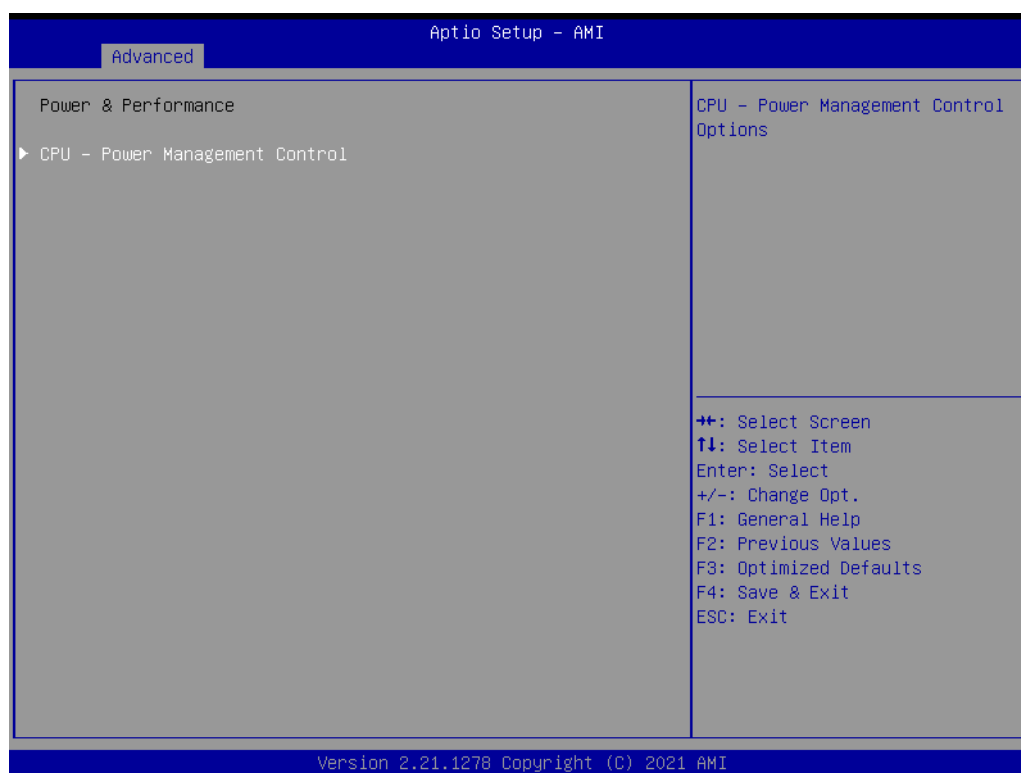 Aptio Setup – AMI
Advanced
Power & Performance
CPU – Power Management Control
CPU – Power Management Control
Options
→←: Select Screen
↑↓: Select Item
Enter: Select
+/-: Change Opt.
F1: General Help
F2: Previous Values
F3: Optimized Defaults
F4: Save & Exit
ESC: Exit
Version 2.21.1278 Copyright (C) 2021 AMI